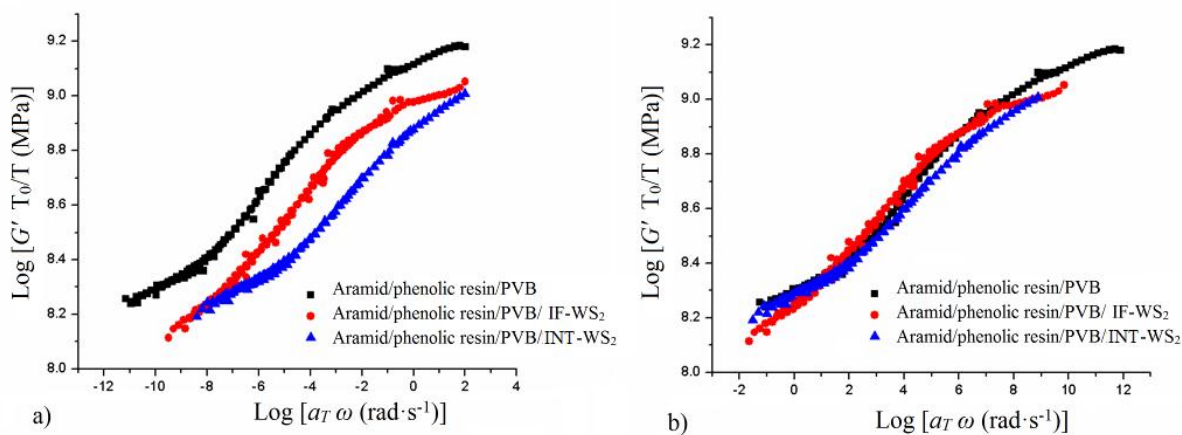 Log [G′ T₀/T (MPa)]
9.2
9.0
8.8
8.6
8.4
8.2
8.0
Aramid/phenolic resin/PVB
Aramid/phenolic resin/PVB/ IF-WS₂
Aramid/phenolic resin/PVB/INT-WS₂
-12 -10 -8 -6 -4 -2 0 2 4
a)
Log [a_T ω (rad·s⁻¹)]
Log [G′ T₀/T (MPa)]
9.2
9.0
8.8
8.6
8.4
8.2
8.0
Aramid/phenolic resin/PVB
Aramid/phenolic resin/PVB/ IF-WS₂
Aramid/phenolic resin/PVB/INT-WS₂
-2 0 2 4 6 8 10 12
b)
Log [a_T ω (rad·s⁻¹)]